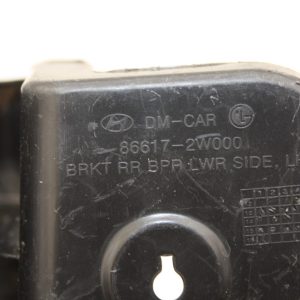 DM-CAR
86617-2W000
BRKT RR BPR LWR SIDE, L